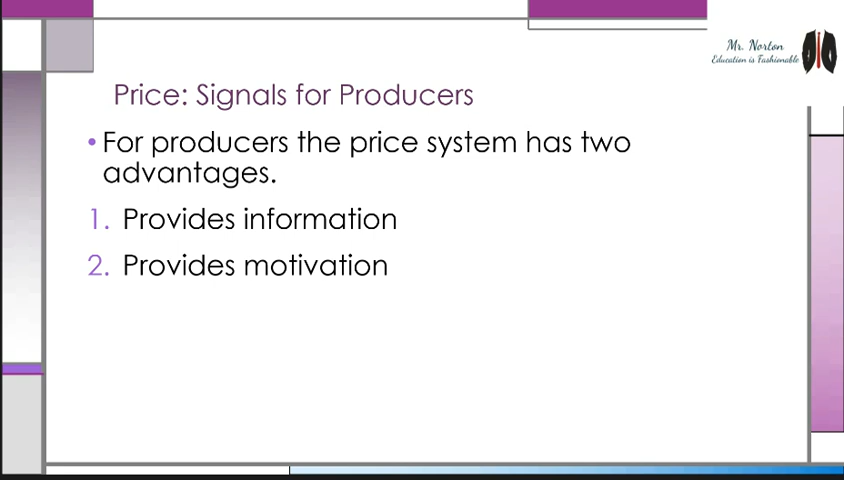 Mr. Norton
Education is Fashionable
Price: Signals for Producers
• For producers the price system has two
advantages.
1. Provides information
2. Provides motivation